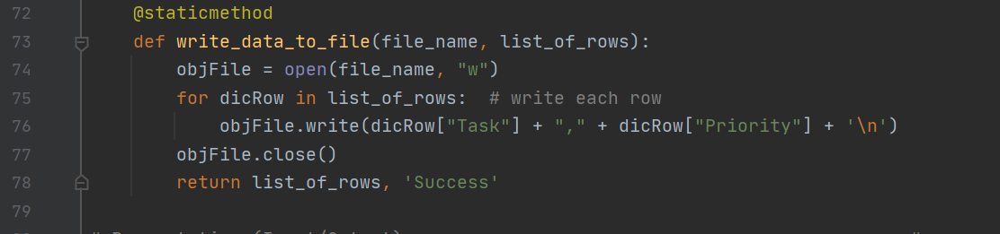 72 @staticmethod
73 def write_data_to_file(file_name, list_of_rows):
74 objFile = open(file_name, "w")
75 for dicRow in list_of_rows:  # write each row
76 objFile.write(dicRow["Task"] + "," + dicRow["Priority"] + '\n')
77 objFile.close()
78 return list_of_rows, 'Success'
79